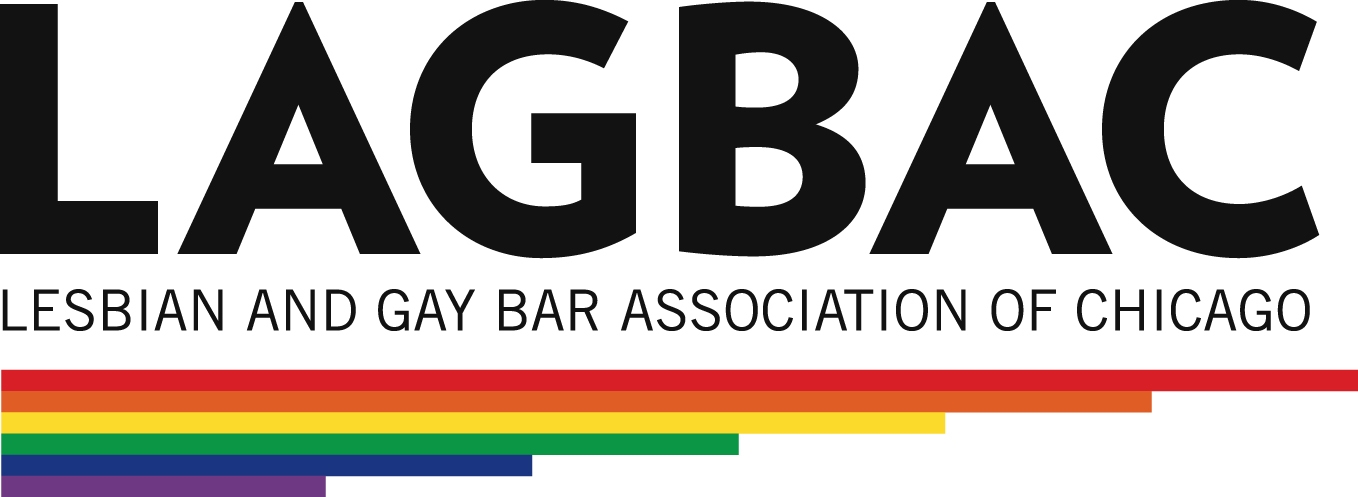 LAGBAC
LESBIAN AND GAY BAR ASSOCIATION OF CHICAGO